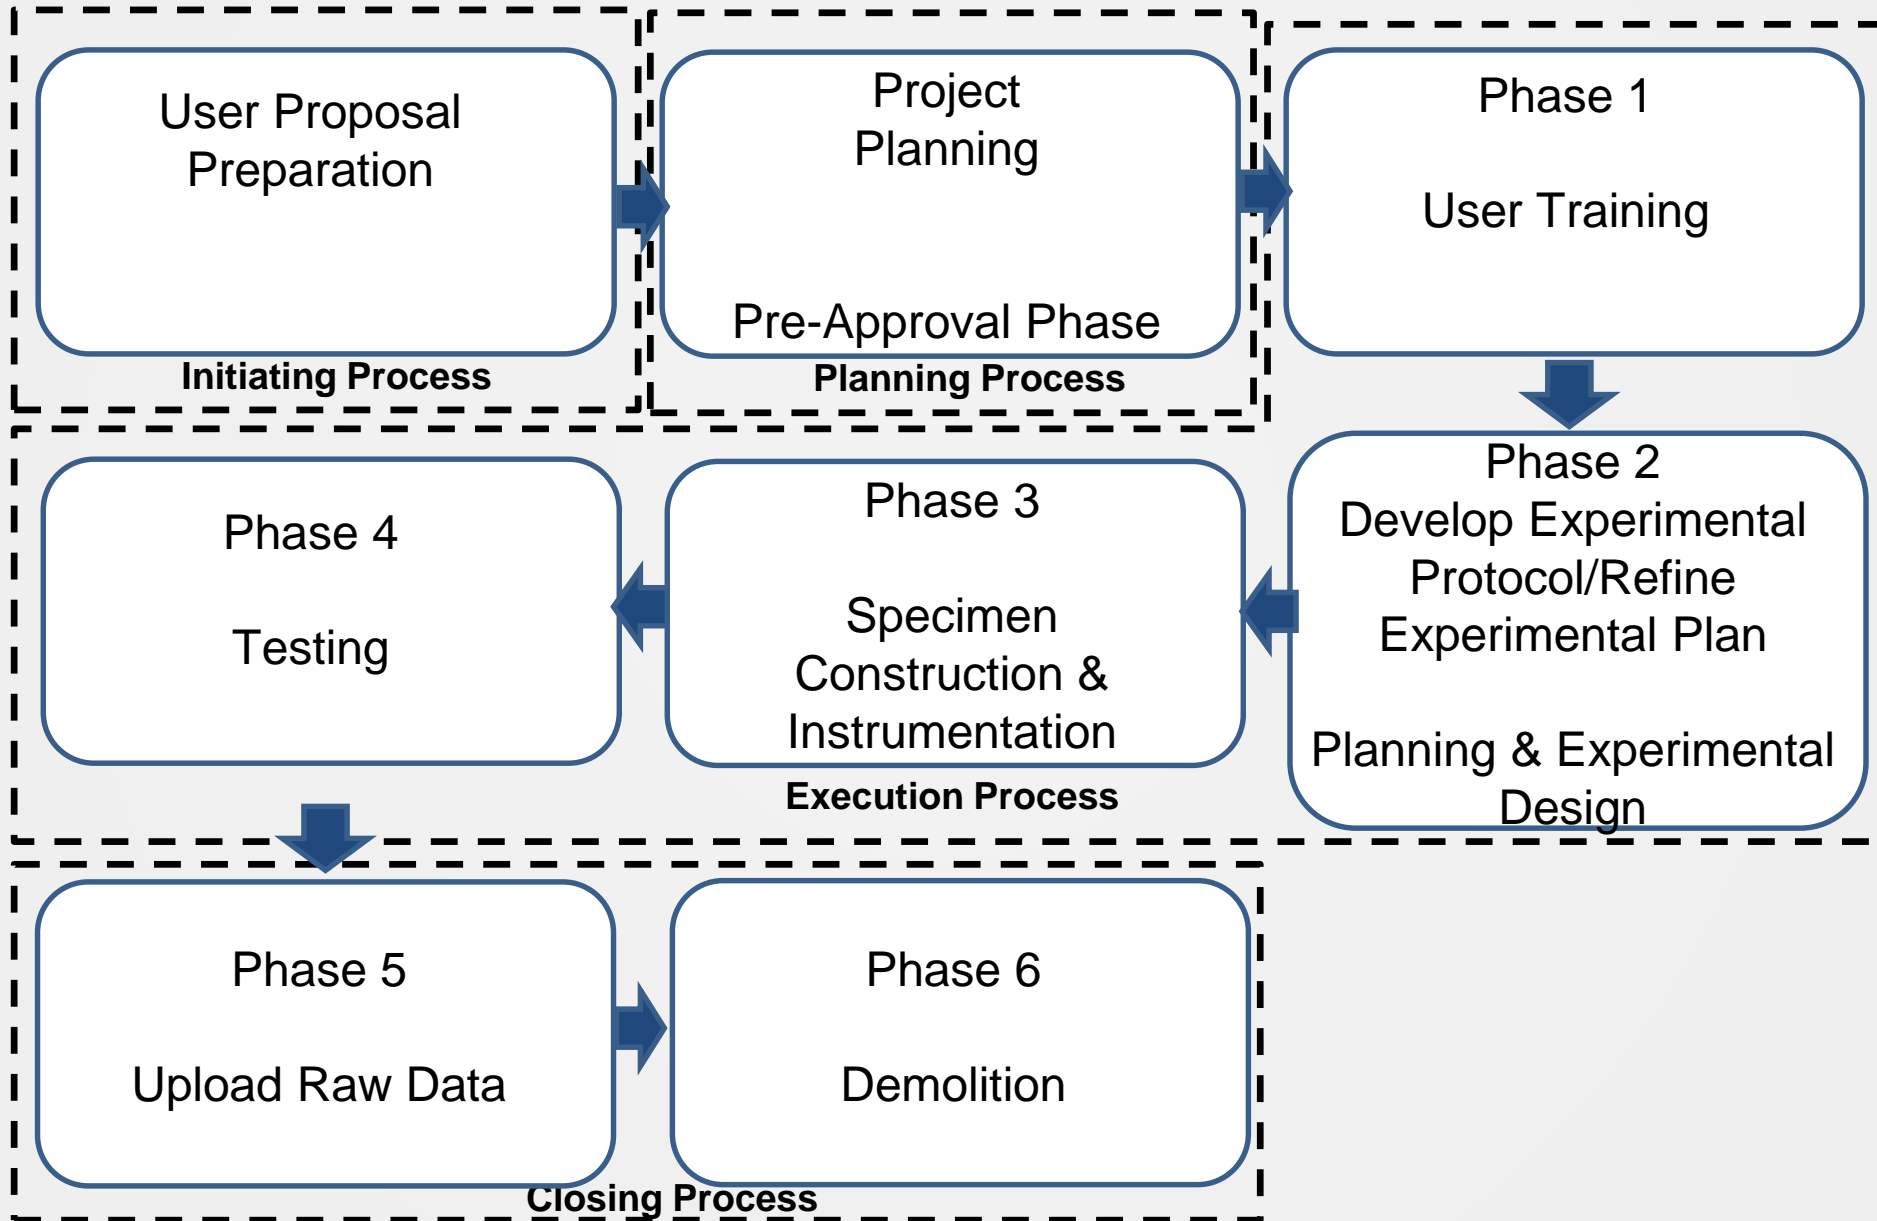 User Proposal
Preparation
Initiating Process
Project
Planning
Pre-Approval Phase
Planning Process
Phase 1
User Training
Phase 2
Develop Experimental
Protocol/Refine
Experimental Plan
Planning & Experimental
Design
Phase 3
Specimen
Construction &
Instrumentation
Execution Process
Phase 4
Testing
Phase 5
Upload Raw Data
Phase 6
Demolition
Closing Process